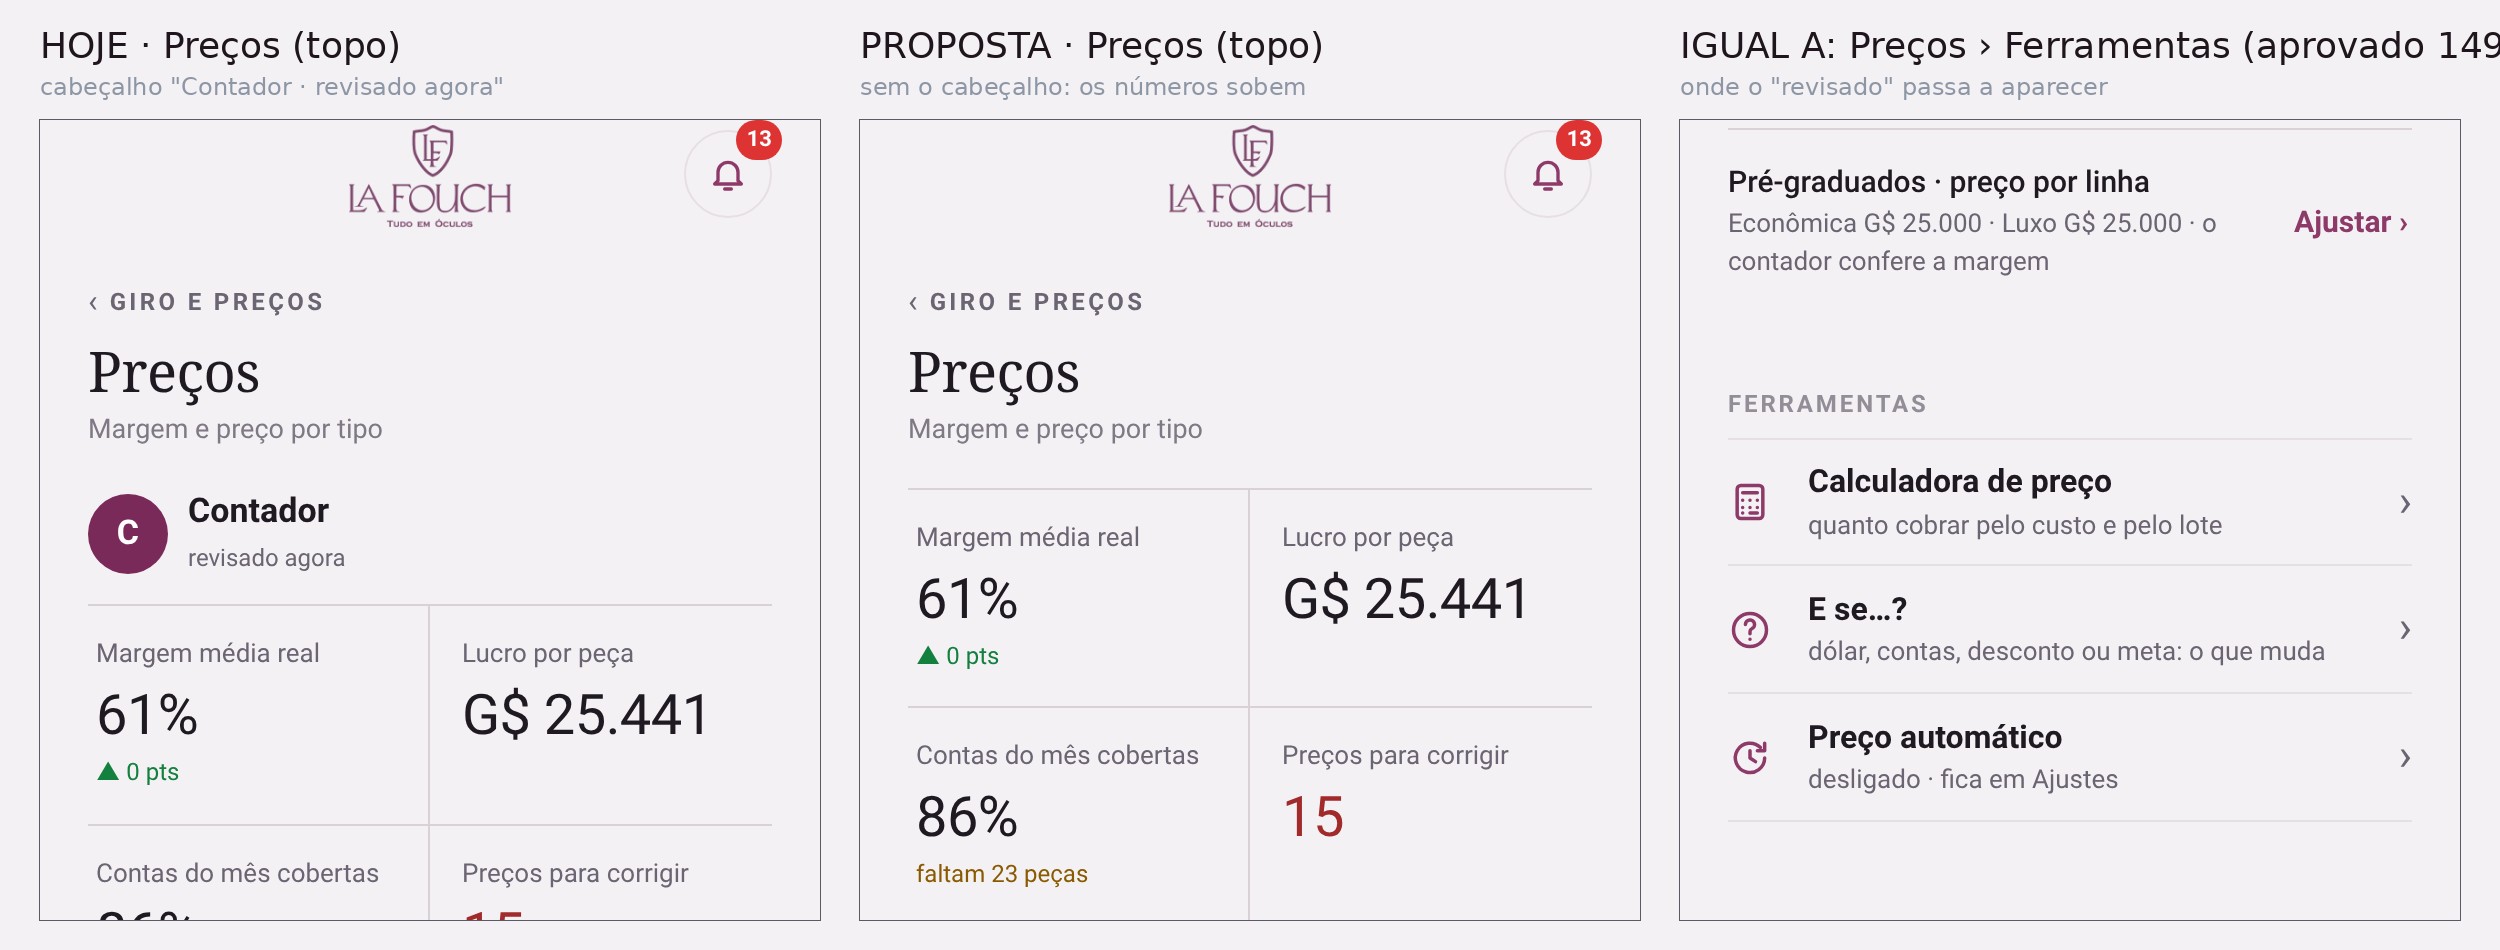 HOJE · Preços (topo)
cabeçalho "Contador · revisado agora"
LF
LA FOUCH
TUDO EM ÓCULOS
13
‹ GIRO E PREÇOS
Preços
Margem e preço por tipo
C
Contador
revisado agora
Margem média real
61%
▲ 0 pts
Lucro por peça
G$ 25.441
Contas do mês cobertas
86%
Preços para corrigir
15
PROPOSTA · Preços (topo)
sem o cabeçalho: os números sobem
LF
LA FOUCH
TUDO EM ÓCULOS
13
‹ GIRO E PREÇOS
Preços
Margem e preço por tipo
Margem média real
61%
▲ 0 pts
Lucro por peça
G$ 25.441
Contas do mês cobertas
86%
faltam 23 peças
Preços para corrigir
15
IGUAL A: Preços › Ferramentas (aprovado 149
onde o "revisado" passa a aparecer
Pré-graduados · preço por linha
Econômica G$ 25.000 · Luxo G$ 25.000 · o
contador confere a margem
Ajustar ›
FERRAMENTAS
Calculadora de preço
quanto cobrar pelo custo e pelo lote
›
E se…?
dólar, contas, desconto ou meta: o que muda
›
Preço automático
desligado · fica em Ajustes
›